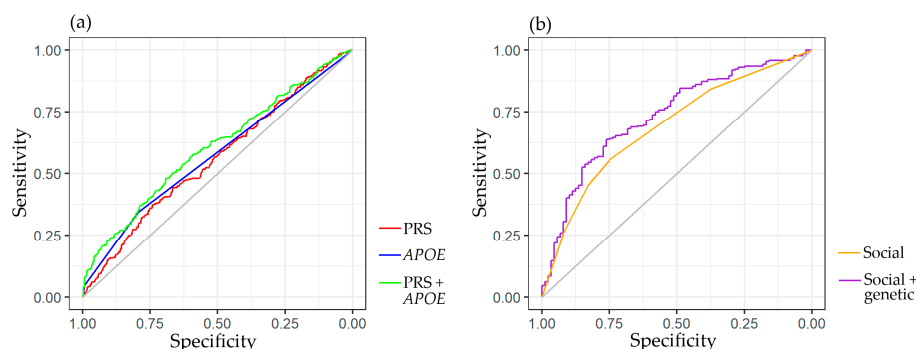 (a)
1.00
0.75
0.50
0.25
0.00
Sensitivity
1.00 0.75 0.50 0.25 0.00
Specificity
PRS
APOE
PRS +
APOE
(b)
1.00
0.75
0.50
0.25
0.00
Sensitivity
1.00 0.75 0.50 0.25 0.00
Specificity
Social
Social +
genetic